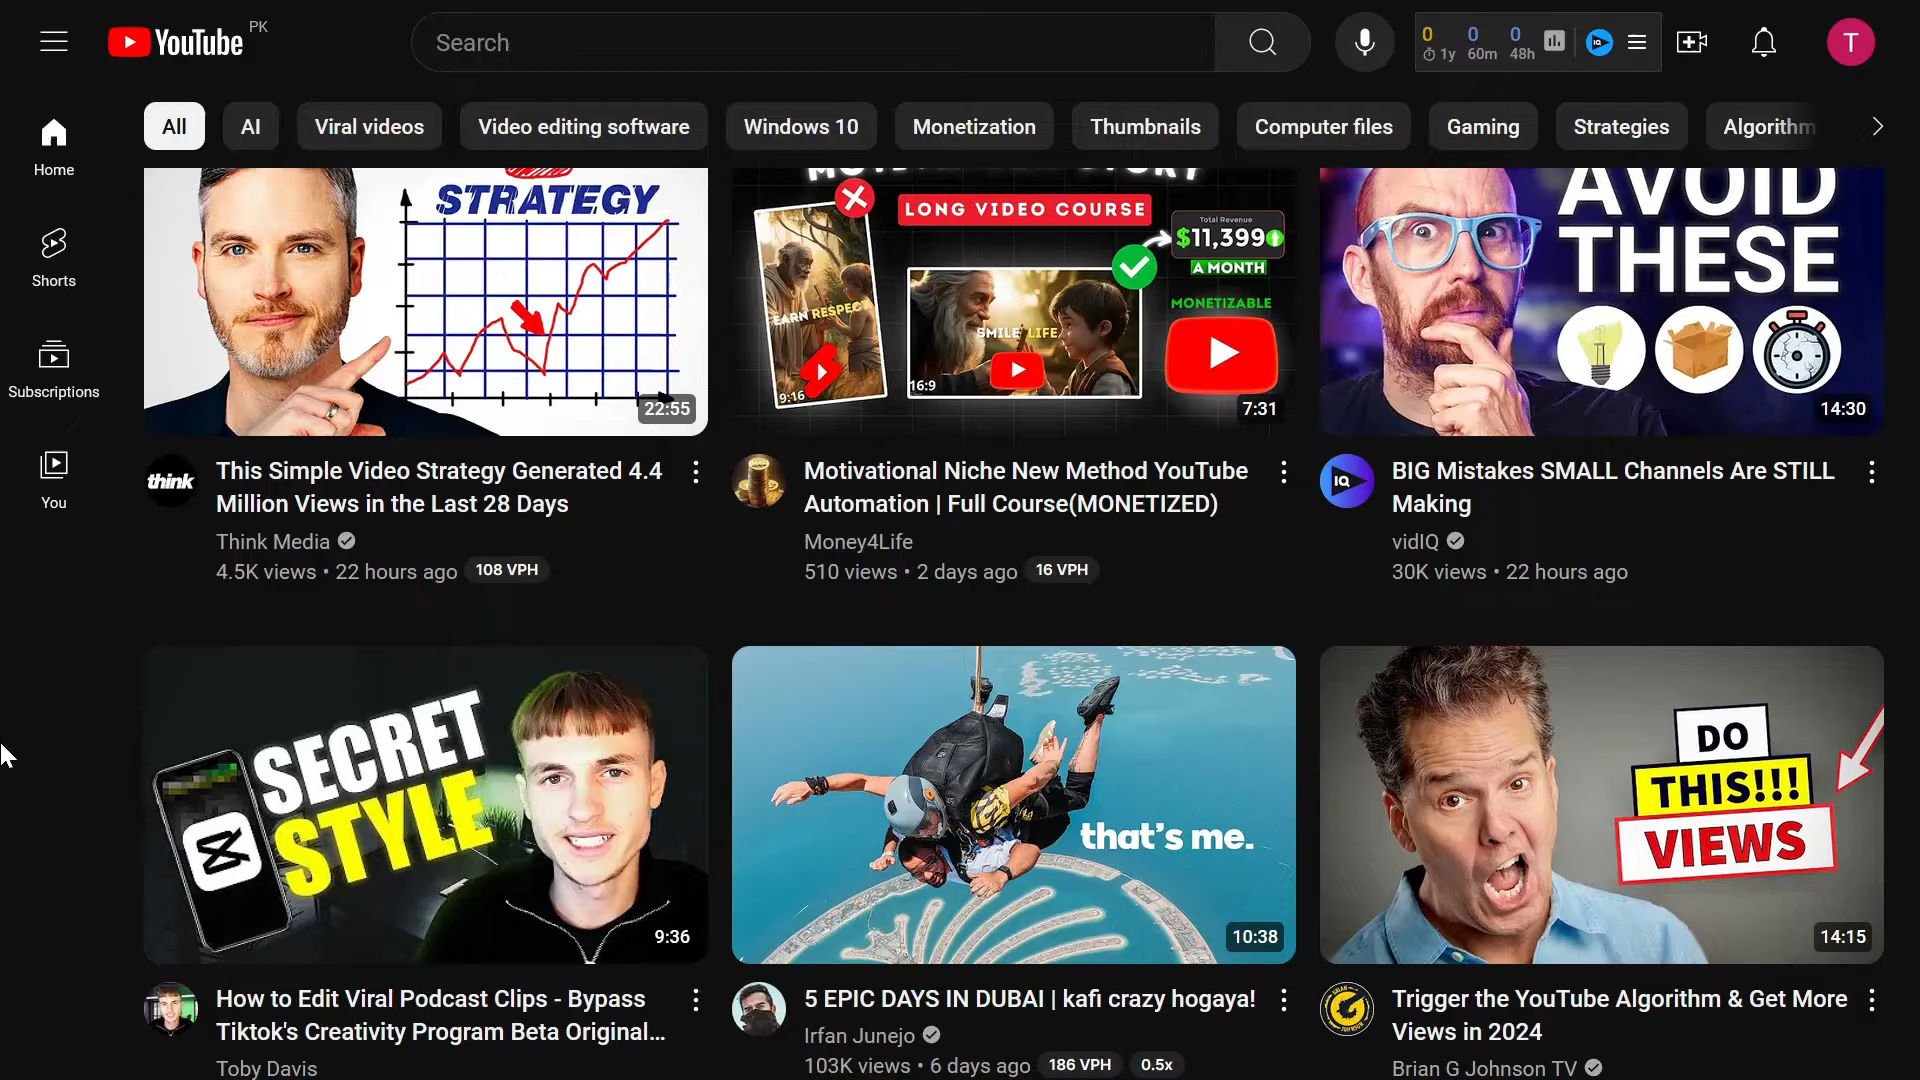 YouTube PK
Search
0 0 0
1y 60m 48h
IQ
T
All AI Viral videos Video editing software Windows 10 Monetization Thumbnails Computer files Gaming Strategies Algorithm
Home
Shorts
Subscriptions
You
STRATEGY
22:55
LONG VIDEO COURSE
Total Revenue
$11,399
A MONTH
MONETIZABLE
EARN RESPECT
SMILE LIFE
9:16
16:9
7:31
AVOID
THESE
14:30
think
This Simple Video Strategy Generated 4.4
Million Views in the Last 28 Days
Think Media
4.5K views • 22 hours ago 108 VPH
Motivational Niche New Method YouTube
Automation | Full Course(MONETIZED)
Money4Life
510 views • 2 days ago 16 VPH
IQ
BIG Mistakes SMALL Channels Are STILL
Making
vidIQ
30K views • 22 hours ago
SECRET
STYLE
9:36
that's me.
10:38
DO
THIS!!!
VIEWS
14:15
How to Edit Viral Podcast Clips - Bypass
Tiktok's Creativity Program Beta Original...
Toby Davis
5 EPIC DAYS IN DUBAI | kafi crazy hogaya!
Irfan Junejo
103K views • 6 days ago 186 VPH 0.5x
Trigger the YouTube Algorithm & Get More
Views in 2024
Brian G Johnson TV